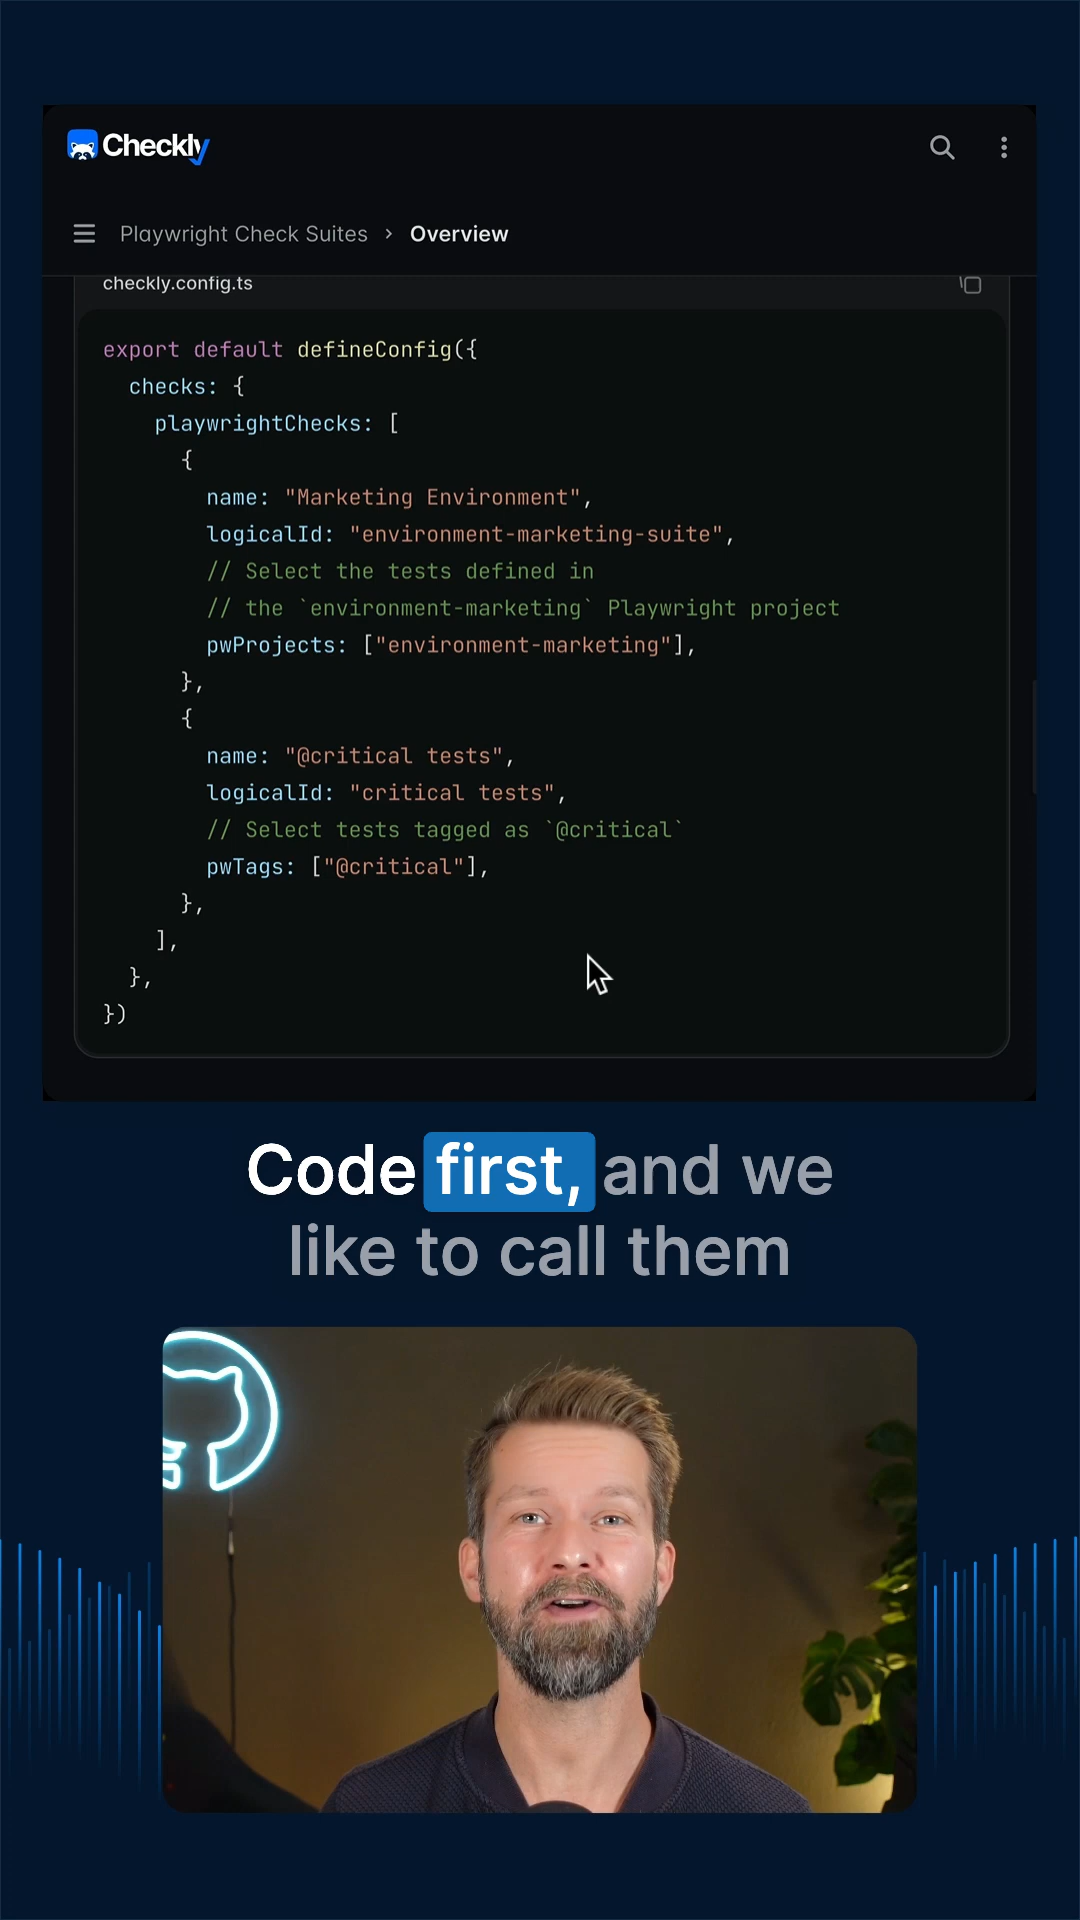 Checkly
Playwright Check Suites > Overview
checkly.config.ts
export default defineConfig({
  checks: {
    playwrightChecks: [
      {
        name: "Marketing Environment",
        logicalId: "environment-marketing-suite",
        // Select the tests defined in
        // the `environment-marketing` Playwright project
        pwProjects: ["environment-marketing"],
      },
      {
        name: "@critical tests",
        logicalId: "critical tests",
        // Select tests tagged as `@critical`
        pwTags: ["@critical"],
      },
    ],
  },
})
Code first, and we
like to call them